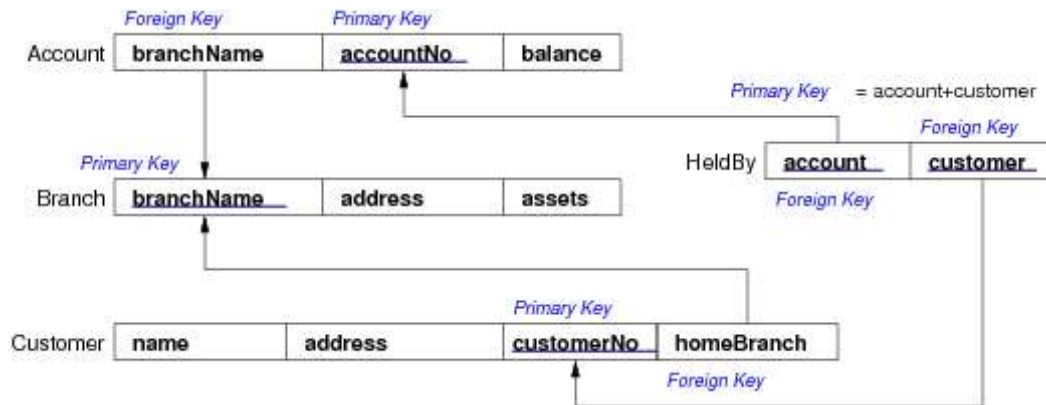 Foreign Key Primary Key
Account branchName accountNo balance
Primary Key = account+customer
Foreign Key
Primary Key HeldBy account customer
Branch branchName address assets Foreign Key
Primary Key
Customer name address customerNo homeBranch
Foreign Key